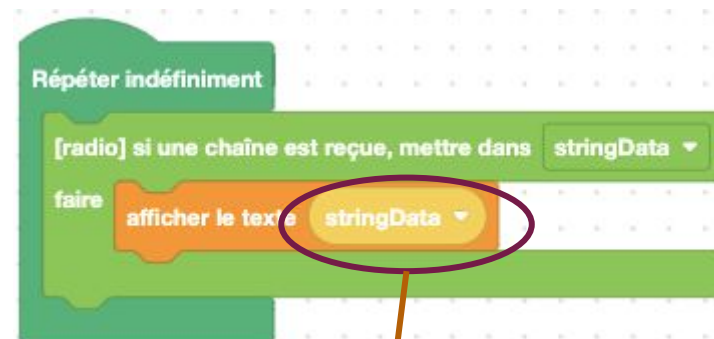 Répéter indéfiniment
[radio] si une chaîne est reçue, mettre dans stringData
faire
afficher le texte stringData